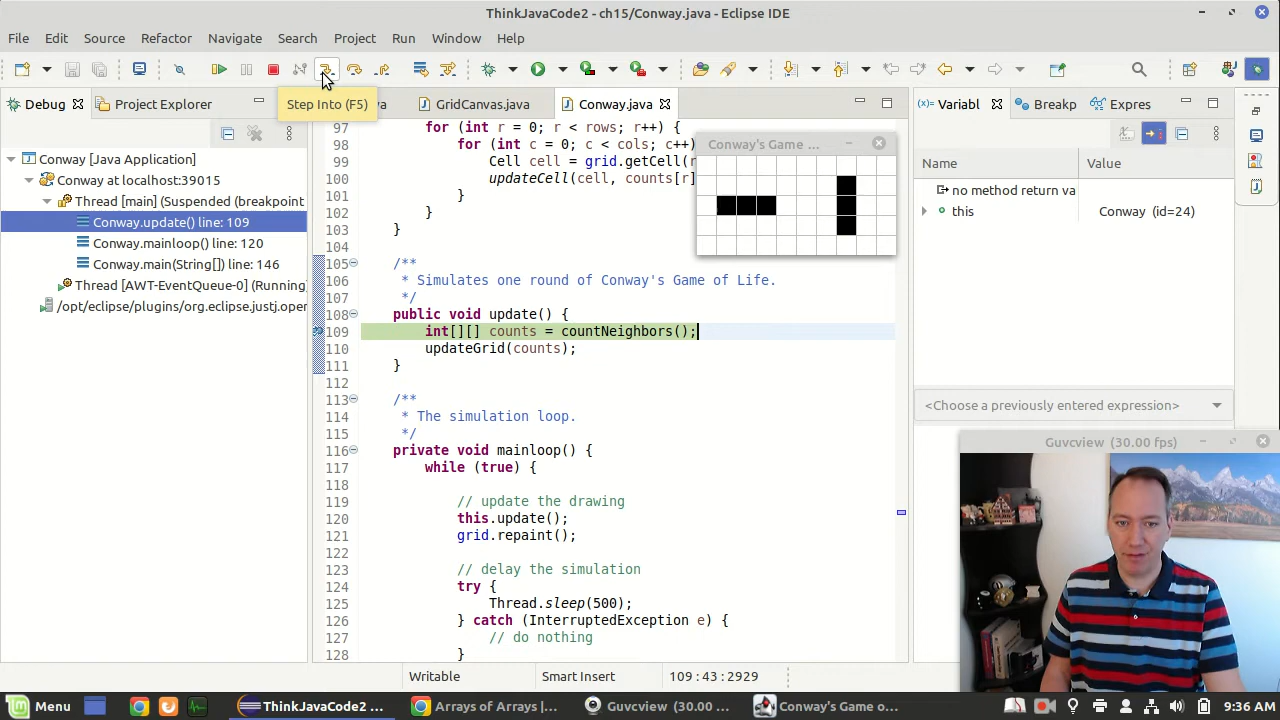 ThinkJavaCode2 - ch15/Conway.java - Eclipse IDE
File Edit Source Refactor Navigate Search Project Run Window Help
Debug Project Explorer
va GridCanvas.java Conway.java
Variabl Breakp Expres
Step Into (F5)
Conway [Java Application]
Conway at localhost:39015
Thread [main] (Suspended (breakpoint
Conway.update() line: 109
Conway.mainloop() line: 120
Conway.main(String[]) line: 146
Thread [AWT-EventQueue-0] (Running)
/opt/eclipse/plugins/org.eclipse.justj.oper
97 for (int r = 0; r < rows; r++) {
98 for (int c = 0; c < cols; c++)
99 Cell cell = grid.getCell(r
100 updateCell(cell, counts[r]
101 }
102 }
103 }
104
105 /**
106 * Simulates one round of Conway's Game of Life.
107 */
108 public void update() {
109 int[][] counts = countNeighbors();
110 updateGrid(counts);
111 }
112
113 /**
114 * The simulation loop.
115 */
116 private void mainloop() {
117 while (true) {
118
119 // update the drawing
120 this.update();
121 grid.repaint();
122
123 // delay the simulation
124 try {
125 Thread.sleep(500);
126 } catch (InterruptedException e) {
127 // do nothing
128 }
Conway's Game ...
Name Value
no method return va
this Conway (id=24)
<Choose a previously entered expression>
Guvcview (30.00 fps)
Writable Smart Insert 109 : 43 : 2929
Menu ThinkJavaCode2 ... Arrays of Arrays |... Guvcview (30.00 ... Conway's Game o... 9:36 AM